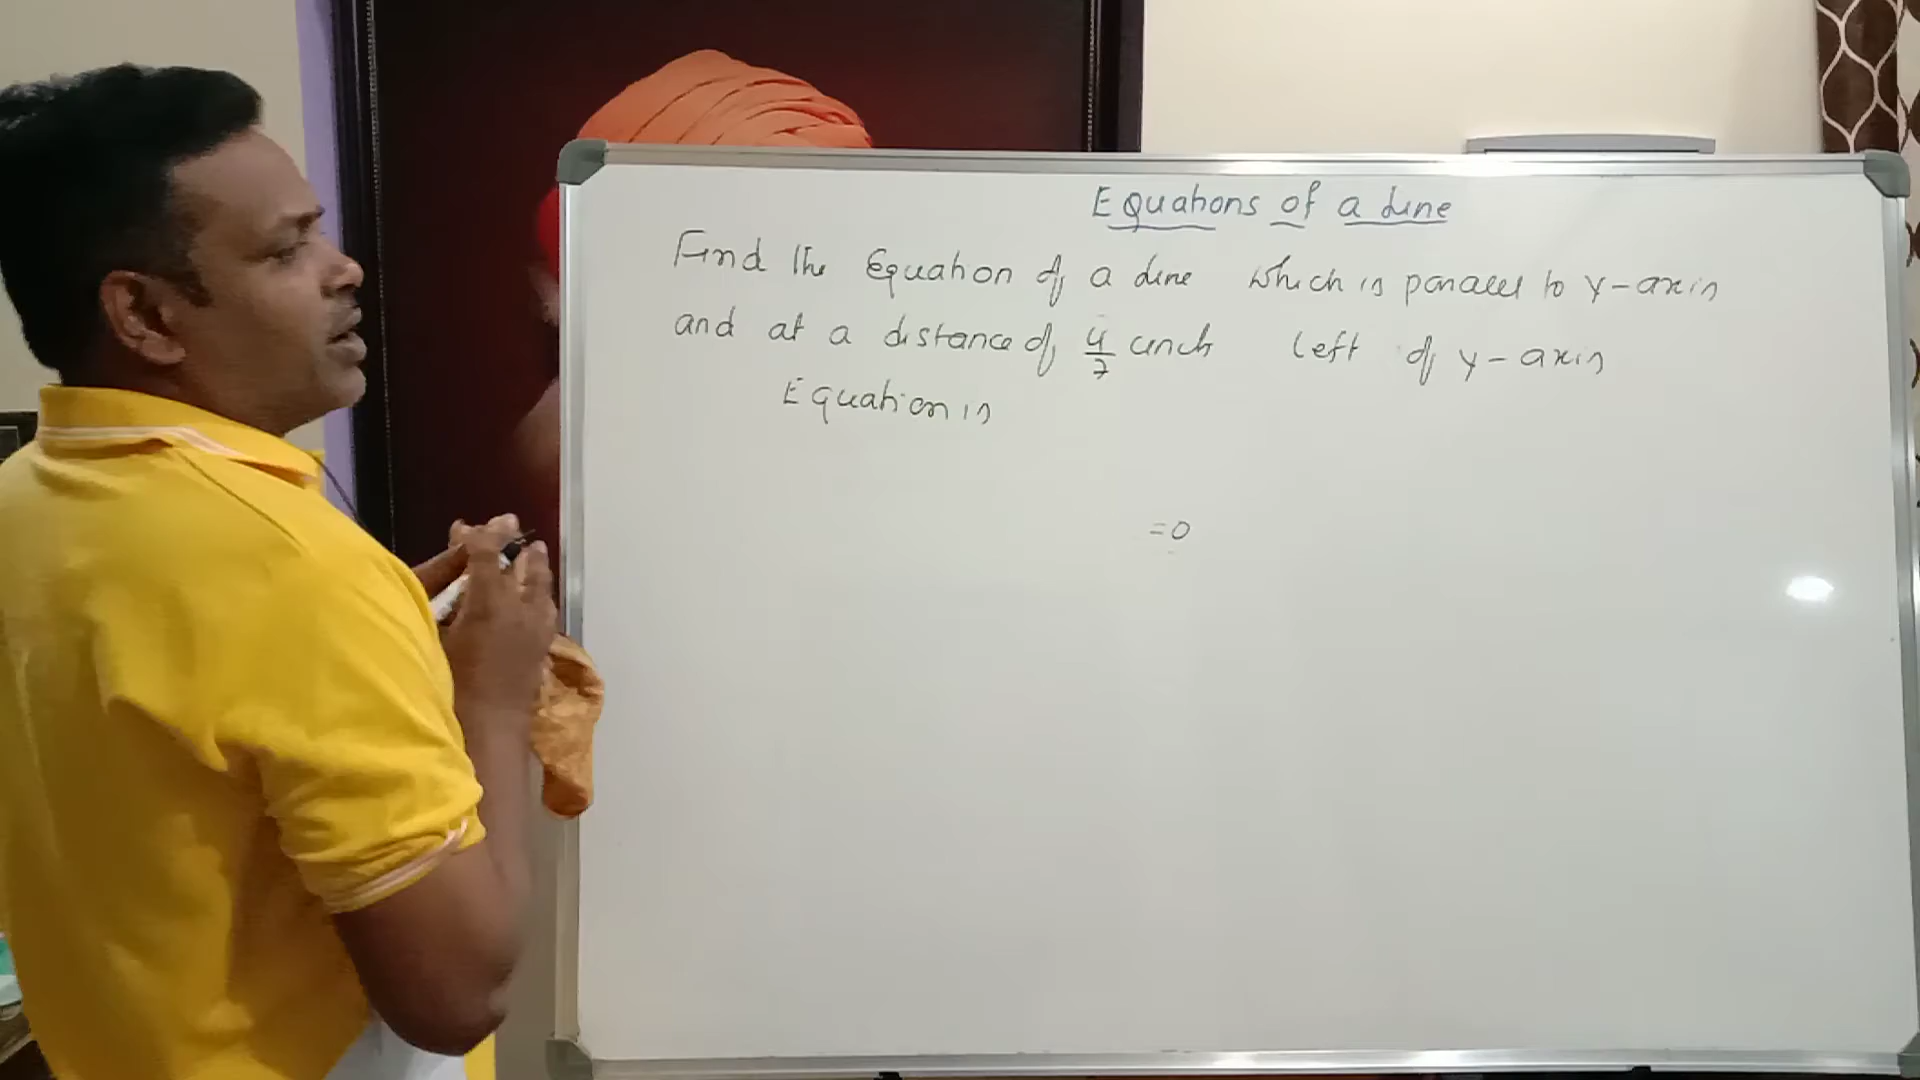 Equations of a Line
Find the Equation of a line which is parallel to y-axis
and at a distance of 4/7 units left of y-axis
Equation is
=0